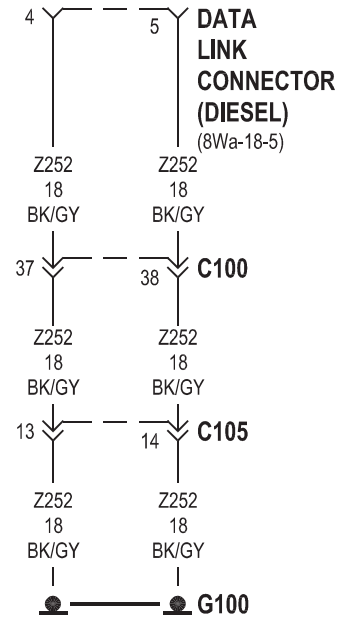 4 5 DATA
LINK
CONNECTOR
(DIESEL)
(8Wa-18-5)
Z252 Z252
18 18
BK/GY BK/GY
37 38 C100
Z252 Z252
18 18
BK/GY BK/GY
13 14 C105
Z252 Z252
18 18
BK/GY BK/GY
G100